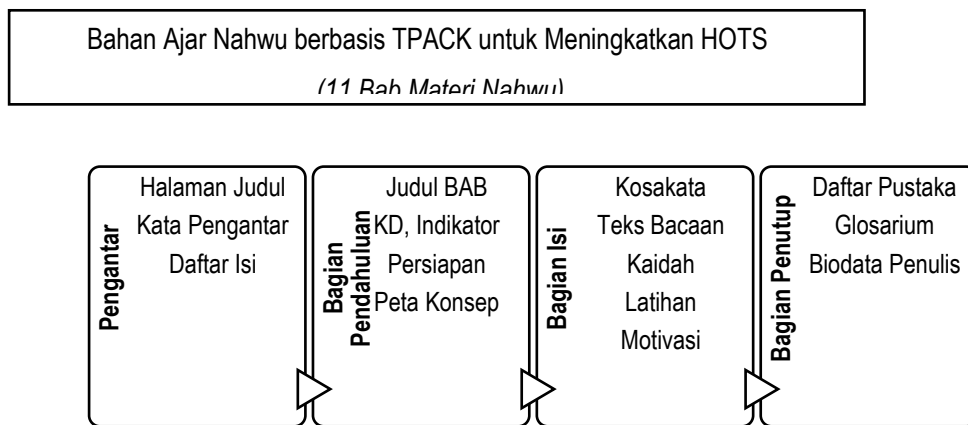 Bahan Ajar Nahwu berbasis TPACK untuk Meningkatkan HOTS
(11 Bab Materi Nahwu)
Pengantar
Halaman Judul
Kata Pengantar
Daftar Isi
Bagian
Pendahuluan
Judul BAB
KD, Indikator
Persiapan
Peta Konsep
Bagian Isi
Kosakata
Teks Bacaan
Kaidah
Latihan
Motivasi
Bagian Penutup
Daftar Pustaka
Glosarium
Biodata Penulis